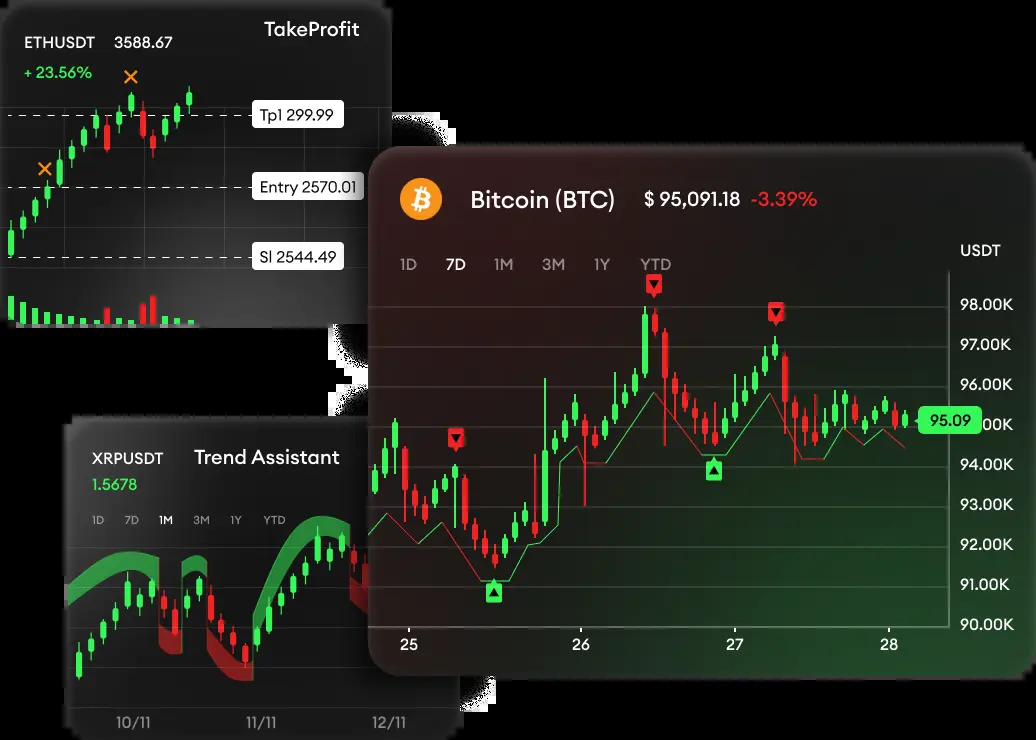 TakeProfit
ETHUSDT 3588.67
+ 23.56%
Tp1 299.99
Entry 2570.01
Sl 2544.49
Bitcoin (BTC) $ 95,091.18 -3.39%
1D 7D 1M 3M 1Y YTD
USDT
98.00K
97.00K
96.00K
95.09 00K
94.00K
93.00K
92.00K
91.00K
90.00K
25 26 27 28
XRPUSDT Trend Assistant
1.5678
1D 7D 1M 3M 1Y YTD
10/11 11/11 12/11